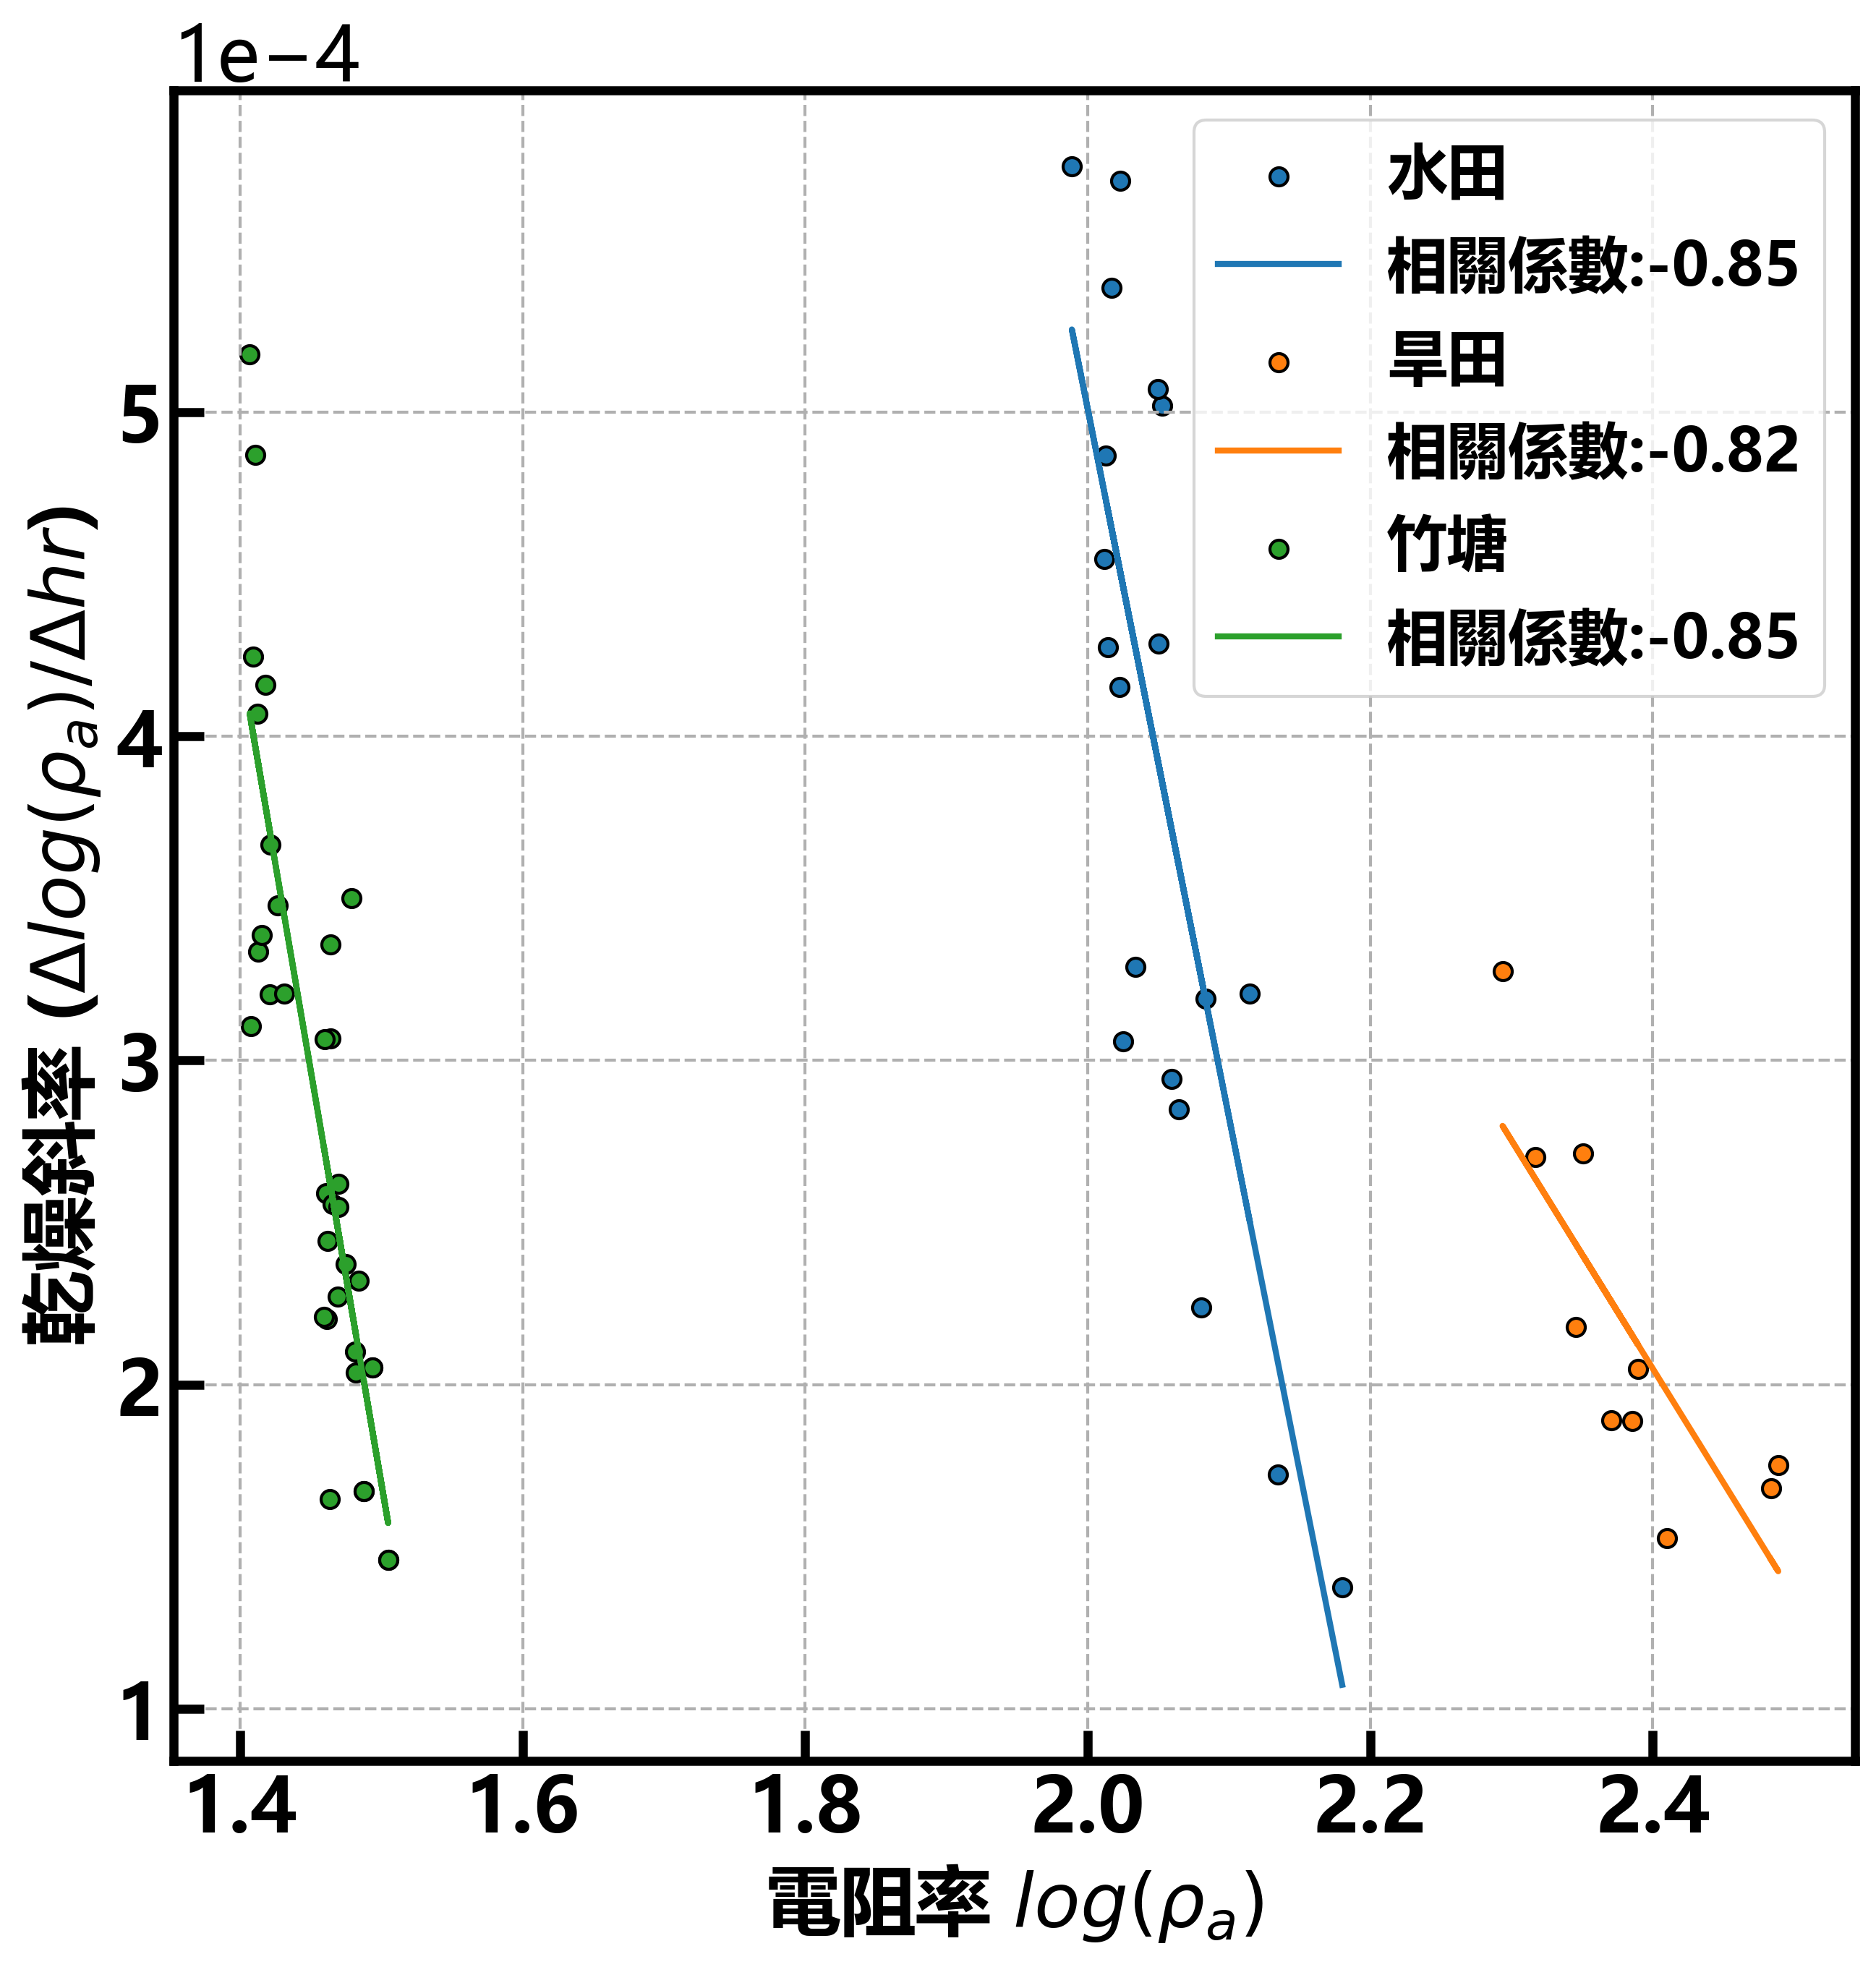 1e−4
水田
相關係數:-0.85
旱田
相關係數:-0.82
竹塘
相關係數:-0.85
乾燥斜率 (Δlog(ρₐ)/Δhr)
5
4
3
2
1
1.4 1.6 1.8 2.0 2.2 2.4
電阻率 log(ρₐ)